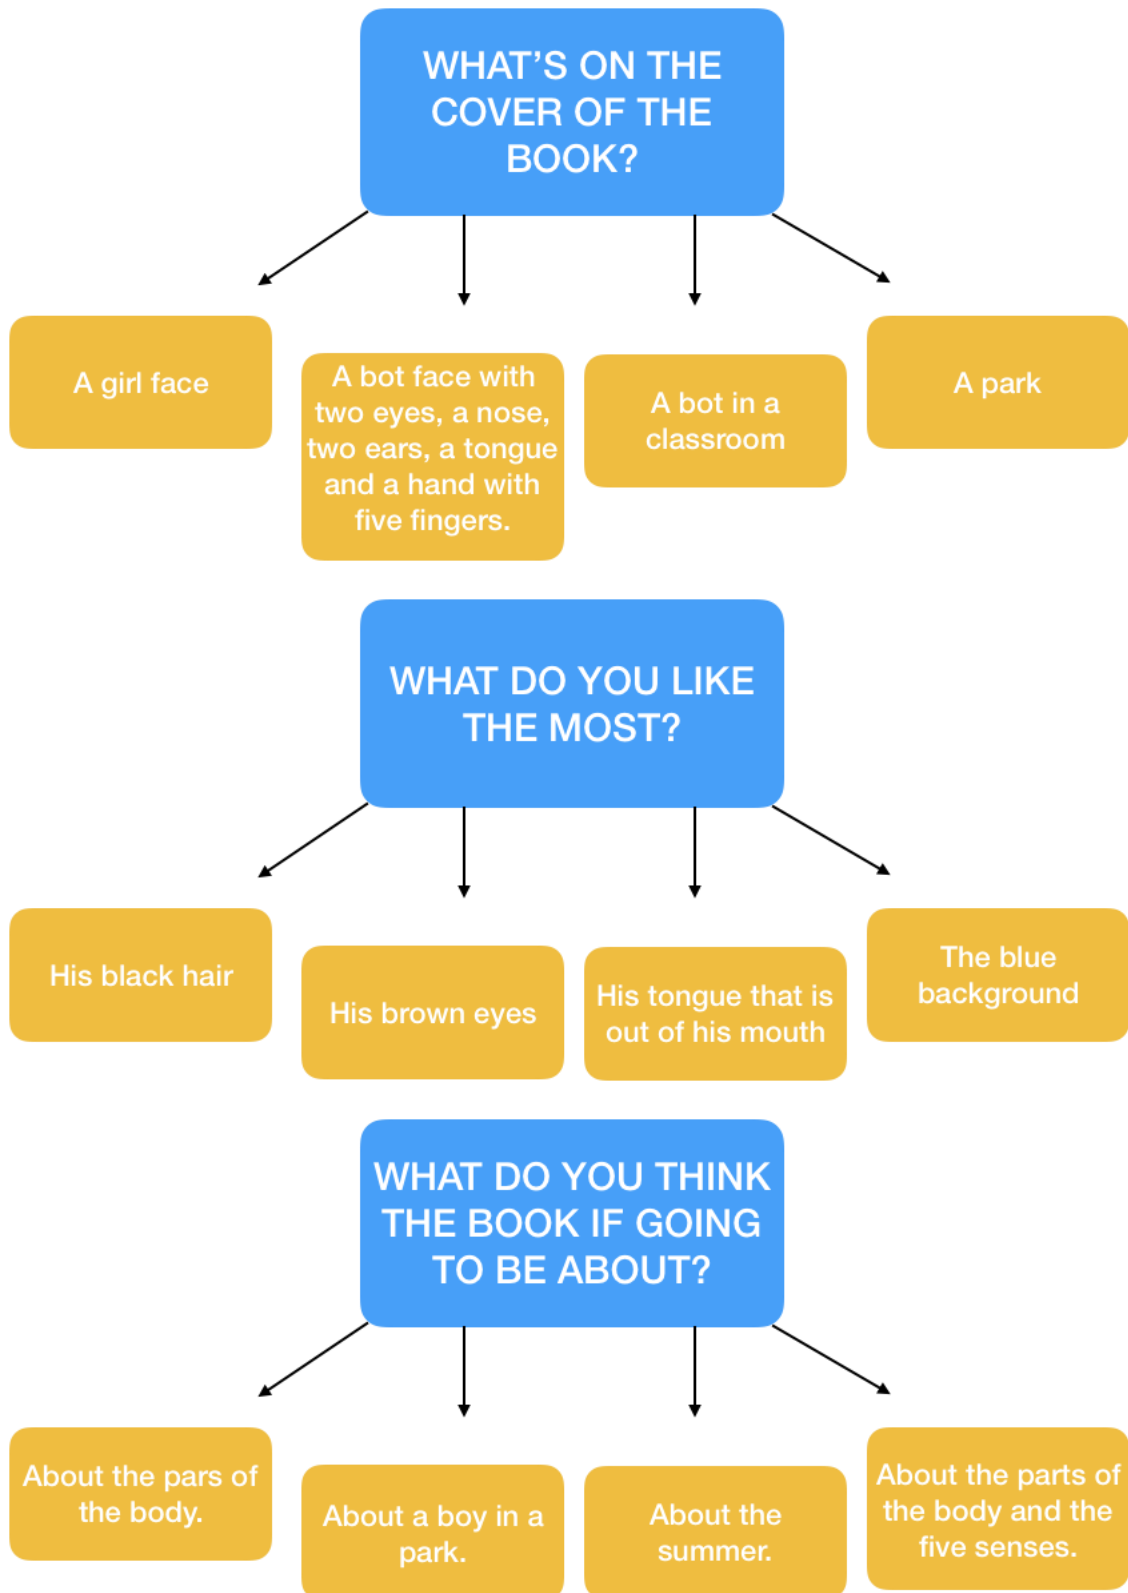 WHAT'S ON THE
COVER OF THE
BOOK?
A girl face
A bot face with
two eyes, a nose,
two ears, a tongue
and a hand with
five fingers.
A bot in a
classroom
A park
WHAT DO YOU LIKE
THE MOST?
His black hair
His brown eyes
His tongue that is
out of his mouth
The blue
background
WHAT DO YOU THINK
THE BOOK IF GOING
TO BE ABOUT?
About the pars of
the body.
About a boy in a
park.
About the
summer.
About the parts of
the body and the
five senses.